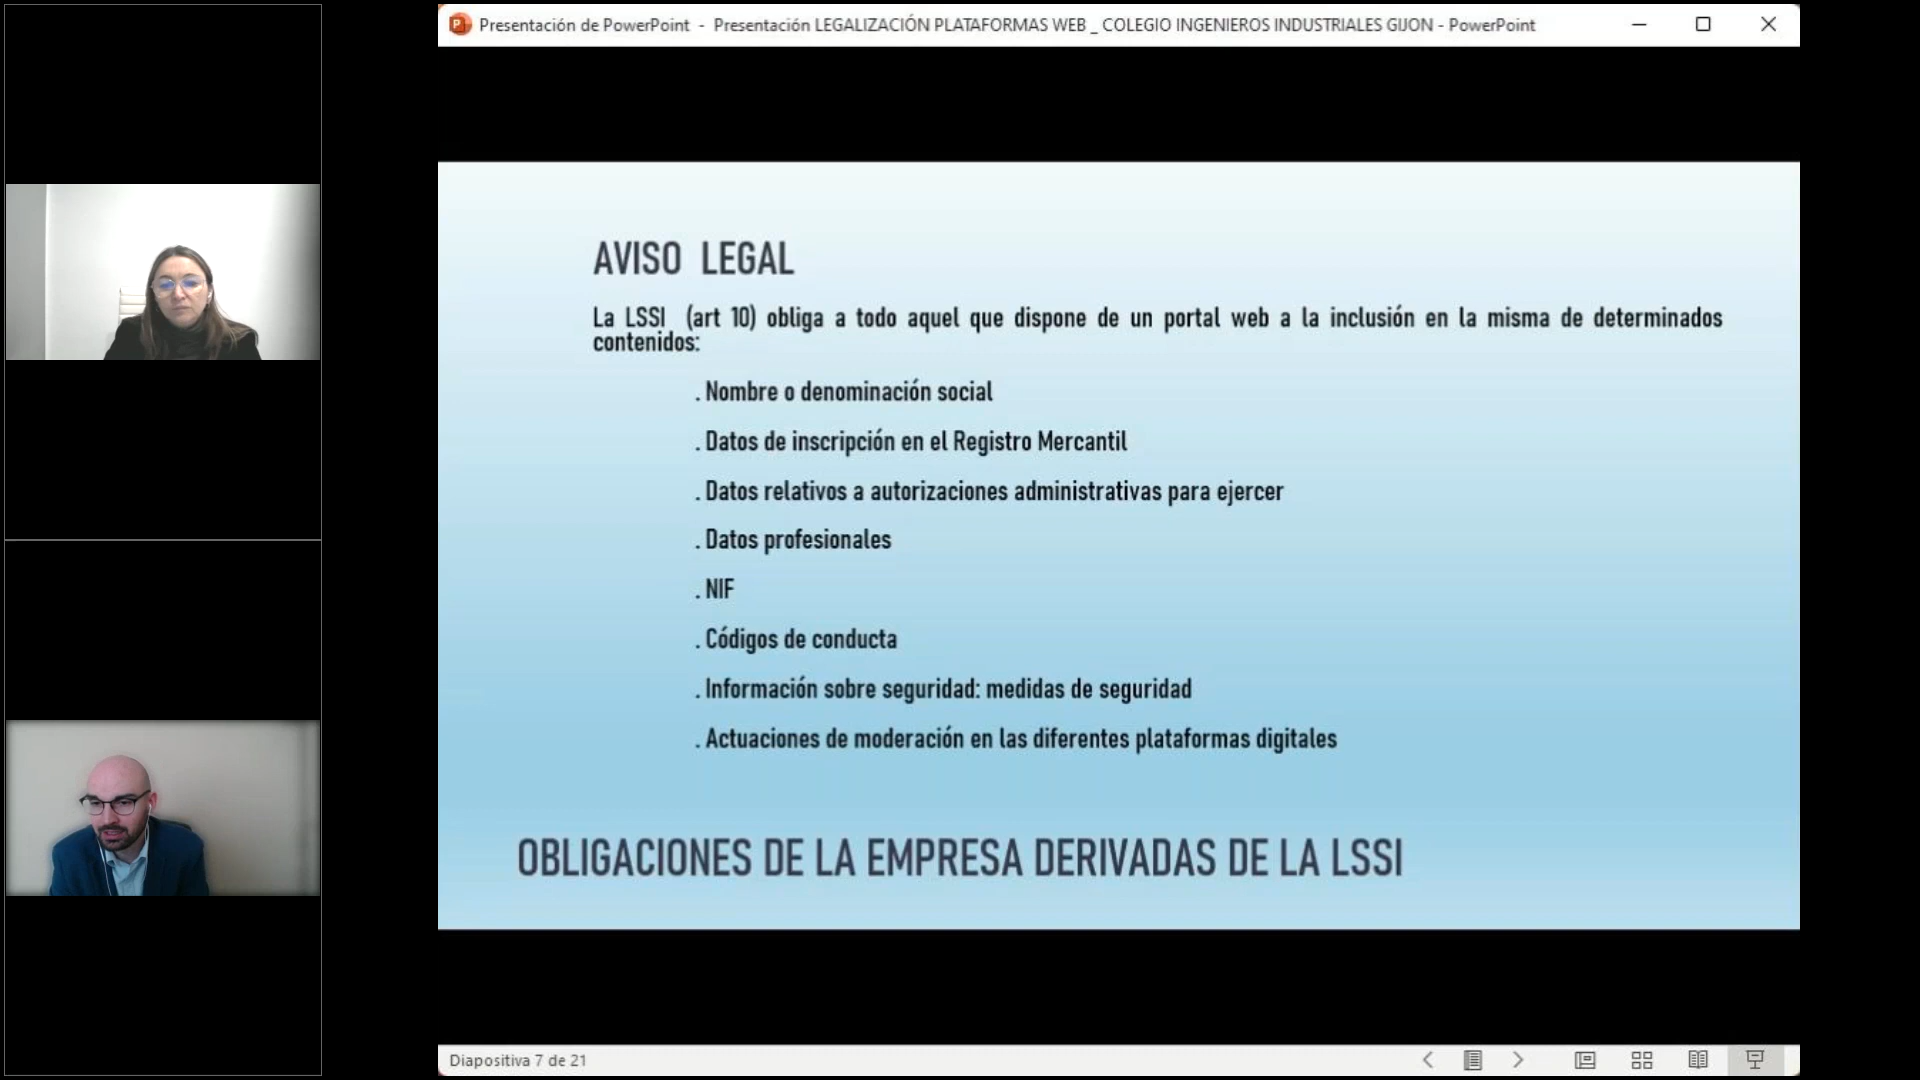 Presentación de PowerPoint - Presentación LEGALIZACIÓN PLATAFORMAS WEB _ COLEGIO INGENIEROS INDUSTRIALES GIJON - PowerPoint
AVISO LEGAL
La LSSI (art 10) obliga a todo aquel que dispone de un portal web a la inclusión en la misma de determinados
contenidos:
. Nombre o denominación social
. Datos de inscripción en el Registro Mercantil
. Datos relativos a autorizaciones administrativas para ejercer
. Datos profesionales
. NIF
. Códigos de conducta
. Información sobre seguridad: medidas de seguridad
. Actuaciones de moderación en las diferentes plataformas digitales
OBLIGACIONES DE LA EMPRESA DERIVADAS DE LA LSSI
Diapositiva 7 de 21